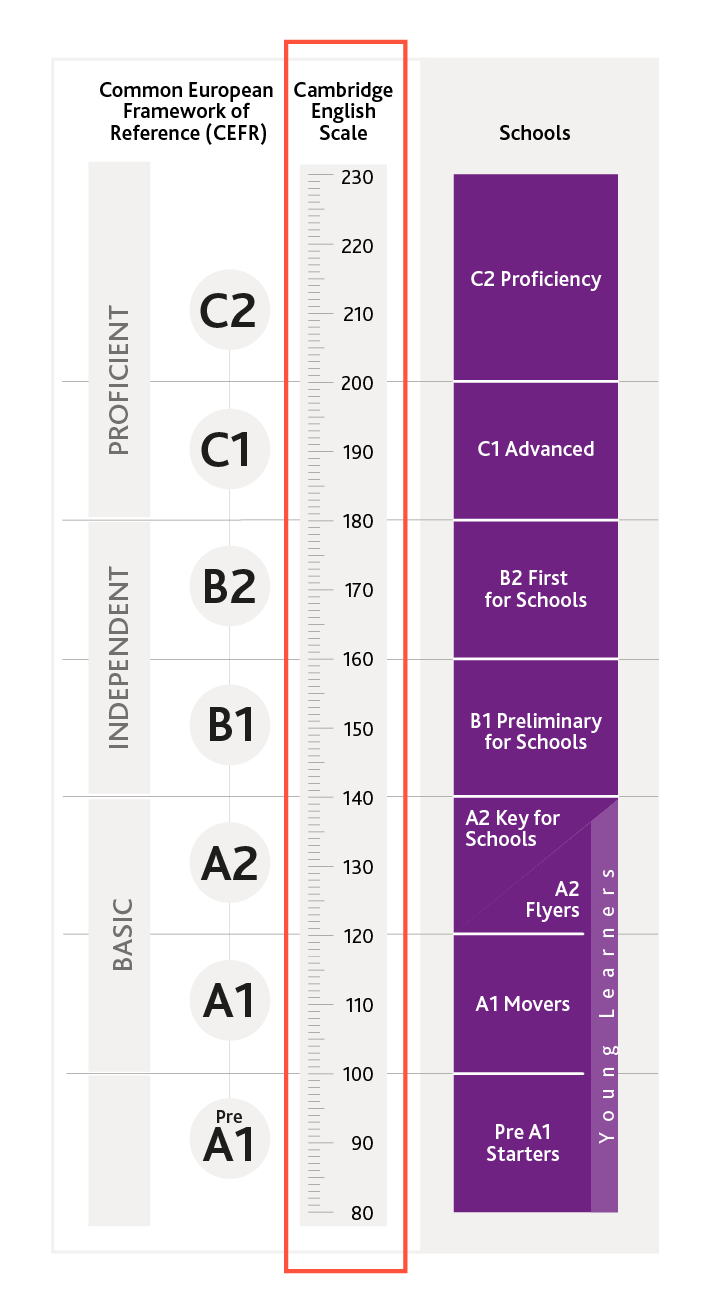 Common European
Framework of
Reference (CEFR)
Cambridge
English
Scale
Schools
PROFICIENT
INDEPENDENT
BASIC
C2
C1
B2
B1
A2
A1
Pre
A1
230
220
210
200
190
180
170
160
150
140
130
120
110
100
90
80
C2 Proficiency
C1 Advanced
B2 First
for Schools
B1 Preliminary
for Schools
A2 Key for
Schools
A2
Flyers
A1 Movers
Pre A1
Starters
Young Learners